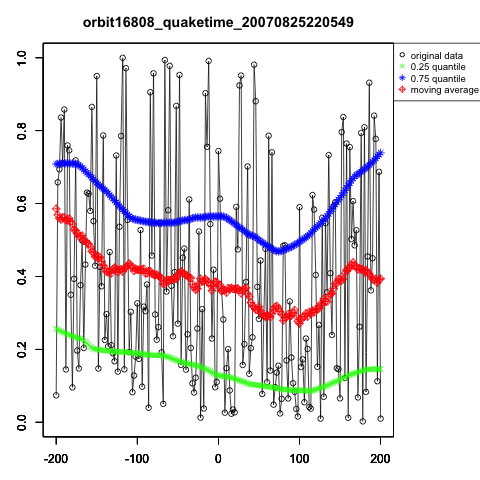 orbit16808_quaketime_20070825220549
original data
0.25 quantile
0.75 quantile
moving average
1.0
0.8
0.6
0.4
0.2
0.0
-200 -100 0 100 200